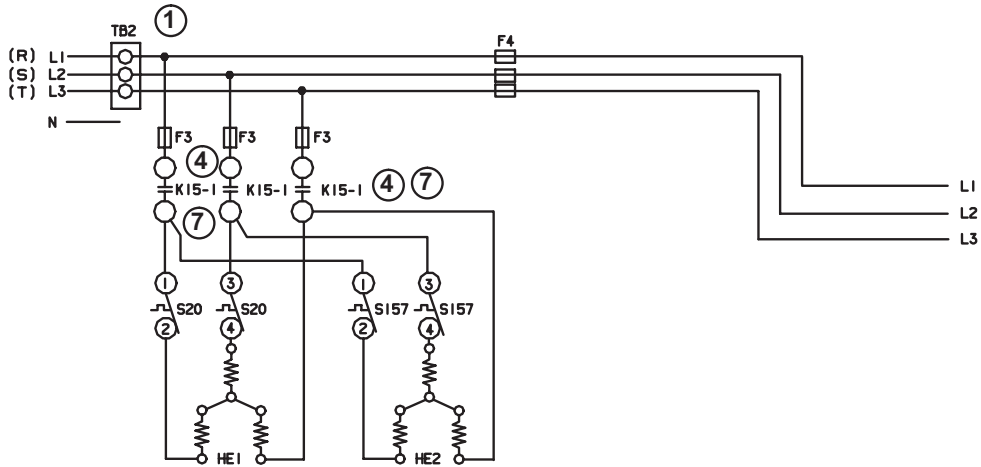 1
TB2
F4
(R) L1
(S) L2
(T) L3
N
F3 F3 F3
4
K15-1 K15-1 K15-1 4 7
L1
7
L2
L3
1 3 1 3
S20 S20 S157 S157
2 4 2 4
HE1 HE2